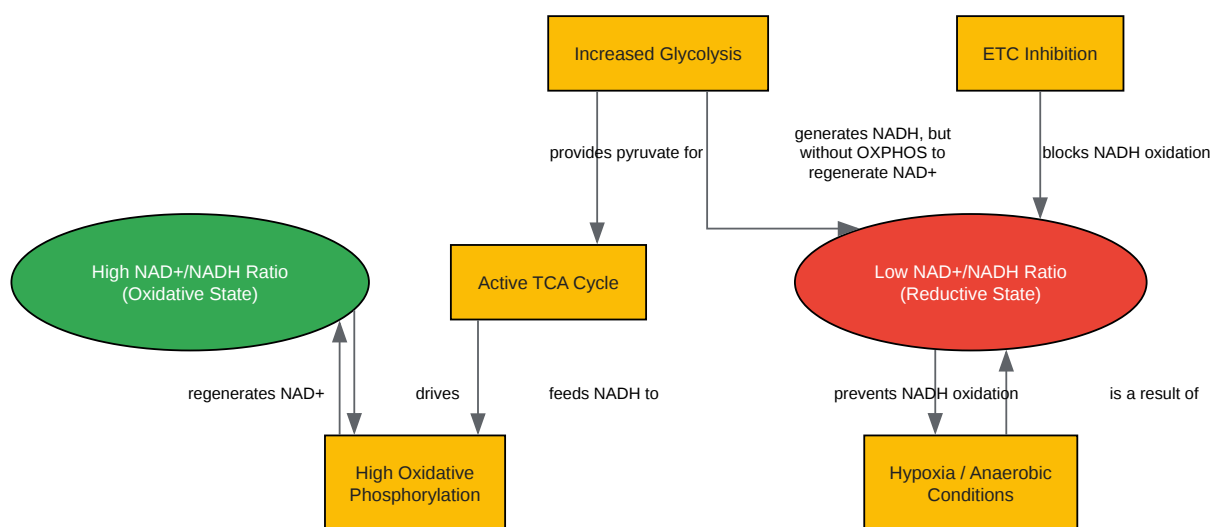 Increased Glycolysis
ETC Inhibition
provides pyruvate for
generates NADH, but
without OXPHOS to
regenerate NAD+
blocks NADH oxidation
High NAD+/NADH Ratio
(Oxidative State)
Active TCA Cycle
Low NAD+/NADH Ratio
(Reductive State)
regenerates NAD+
drives
feeds NADH to
prevents NADH oxidation
is a result of
High Oxidative
Phosphorylation
Hypoxia / Anaerobic
Conditions